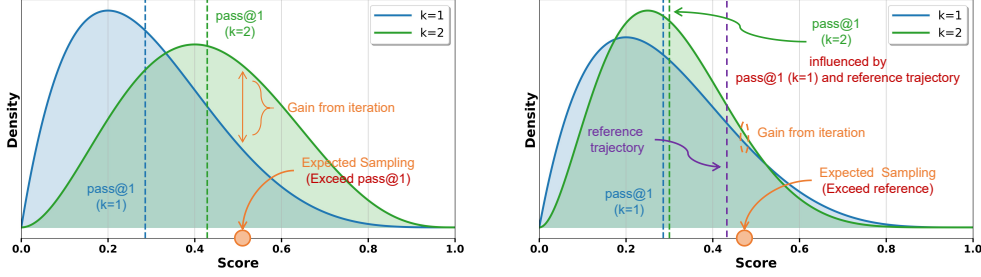 pass@1
(k=2)
k=1
k=2
Gain from iteration
Expected Sampling
(Exceed pass@1)
pass@1
(k=1)
Density
0.0 0.2 0.4 0.6 0.8 1.0
Score
k=1
k=2
pass@1
(k=2)
influenced by
pass@1 (k=1) and reference trajectory
reference
trajectory
Gain from iteration
Expected Sampling
(Exceed reference)
pass@1
(k=1)
Density
0.0 0.2 0.4 0.6 0.8 1.0
Score